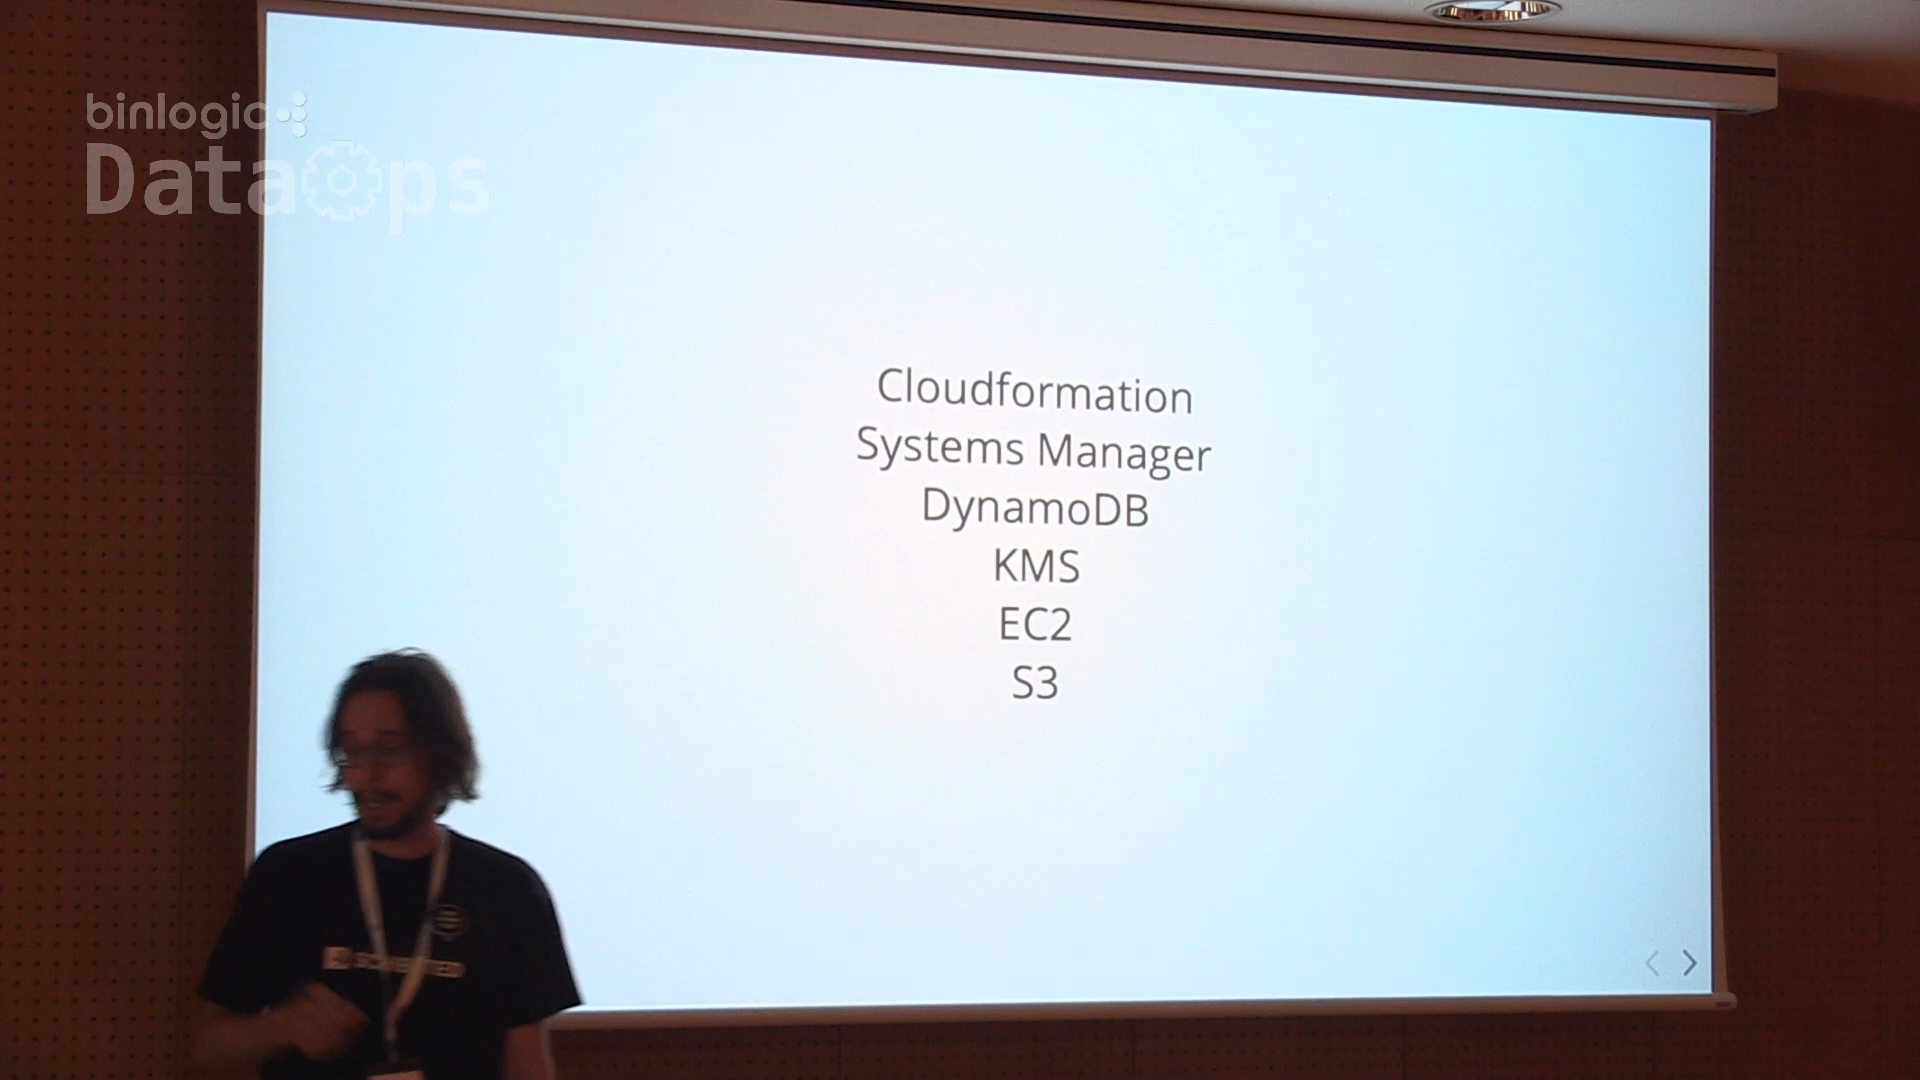 binlogic
DataOps
Cloudformation
Systems Manager
DynamoDB
KMS
EC2
S3